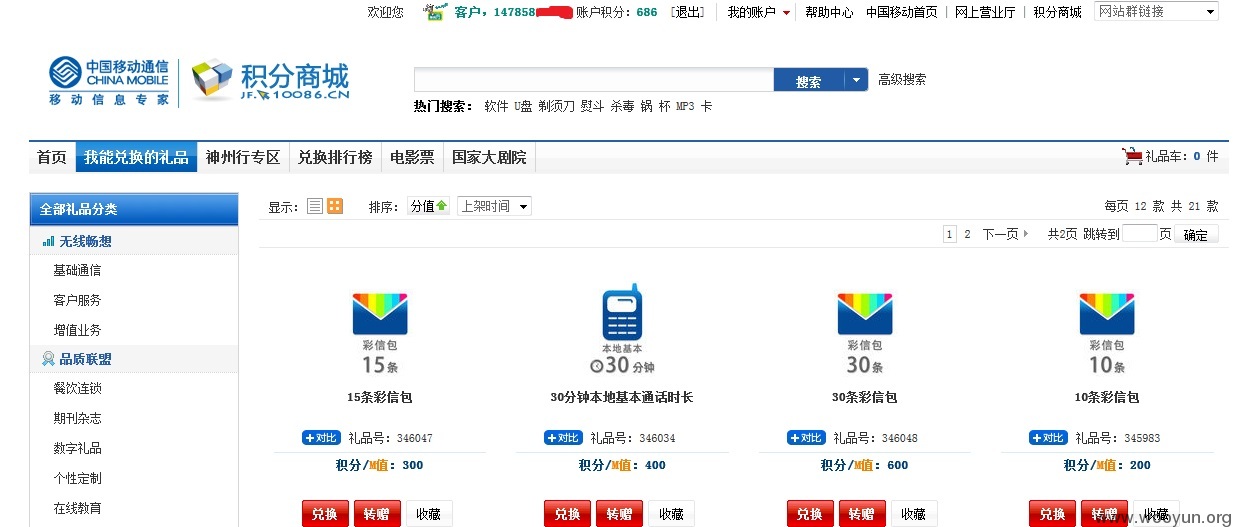 欢迎您 客户，147858 账户积分：686 [退出] 我的账户 帮助中心 中国移动首页 | 网上营业厅 | 积分商城 网站群链接
中国移动通信
CHINA MOBILE
移动信息专家
积分商城
JF.10086.CN
搜索 高级搜索
热门搜索： 软件 U盘 剃须刀 熨斗 杀毒 锅 杯 MP3 卡
首页 我能兑换的礼品 神州行专区 兑换排行榜 电影票 国家大剧院 礼品车：0 件
全部礼品分类
无线畅想
基础通信
客户服务
增值业务
品质联盟
餐饮连锁
期刊杂志
数字礼品
个性定制
在线教育
显示： 排序： 分值 上架时间 每页 12 款 共 21 款
1 2 下一页 共2页 跳转到 页 确定
彩信包
15条
15条彩信包
+对比 礼品号：346047
积分/M值：300
兑换 转赠 收藏
本地基本
30分钟
30分钟本地基本通话时长
+对比 礼品号：346034
积分/M值：400
兑换 转赠 收藏
彩信包
30条
30条彩信包
+对比 礼品号：346048
积分/M值：600
兑换 转赠 收藏
彩信包
10条
10条彩信包
+对比 礼品号：345983
积分/M值：200
兑换 转赠 收藏
www.wooyun.org